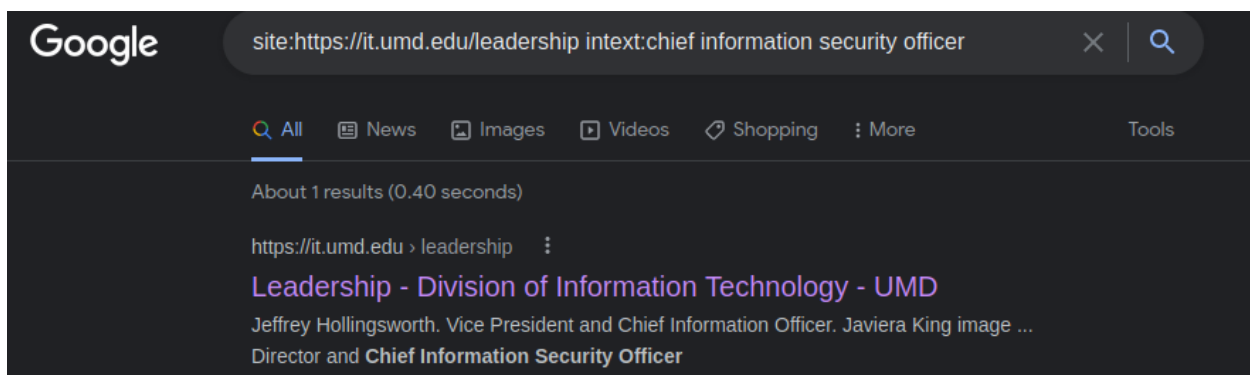 Google
site:https://it.umd.edu/leadership intext:chief information security officer
All News Images Videos Shopping More Tools
About 1 results (0.40 seconds)
https://it.umd.edu › leadership
Leadership - Division of Information Technology - UMD
Jeffrey Hollingsworth. Vice President and Chief Information Officer. Javiera King image ...
Director and Chief Information Security Officer